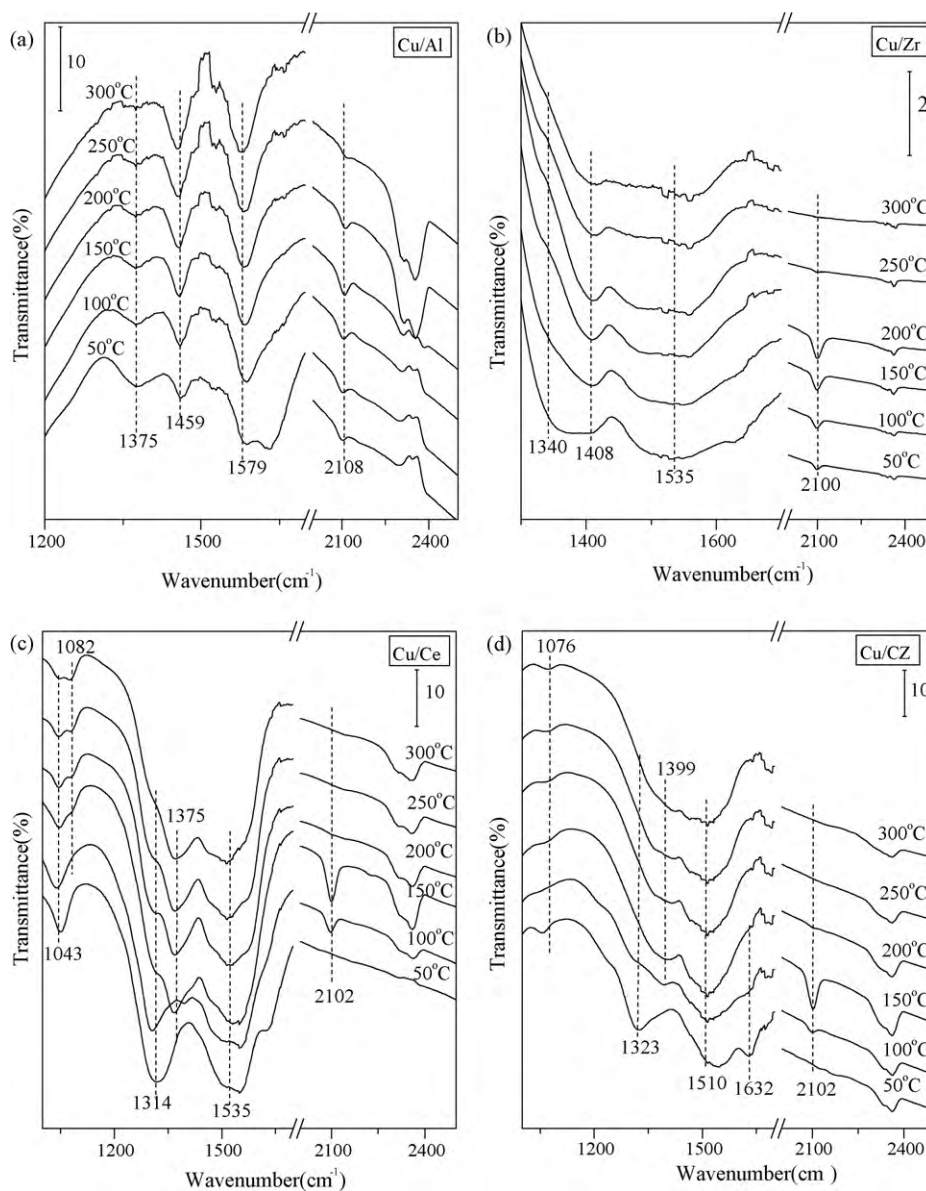 (a)
Cu/Al
10
300°C
250°C
200°C
150°C
100°C
50°C
1375
1459
1579
2108
Transmittance(%)
1200
1500
2100
2400
Wavenumber(cm⁻¹)
(b)
Cu/Zr
2
300°C
250°C
200°C
150°C
100°C
50°C
1340
1408
1535
2100
Transmittance(%)
1400
1600
2100
2400
Wavenumber(cm⁻¹)
(c)
1082
Cu/Ce
10
300°C
1375
250°C
200°C
150°C
100°C
50°C
1043
2102
1314
1535
Transmittance(%)
1200
1500
2100
2400
Wavenumber(cm⁻¹)
(d)
1076
Cu/CZ
10
1399
300°C
250°C
200°C
150°C
100°C
50°C
1323
1510
1632
2102
Transmittance(%)
1200
1500
2100
2400
Wavenumber(cm )